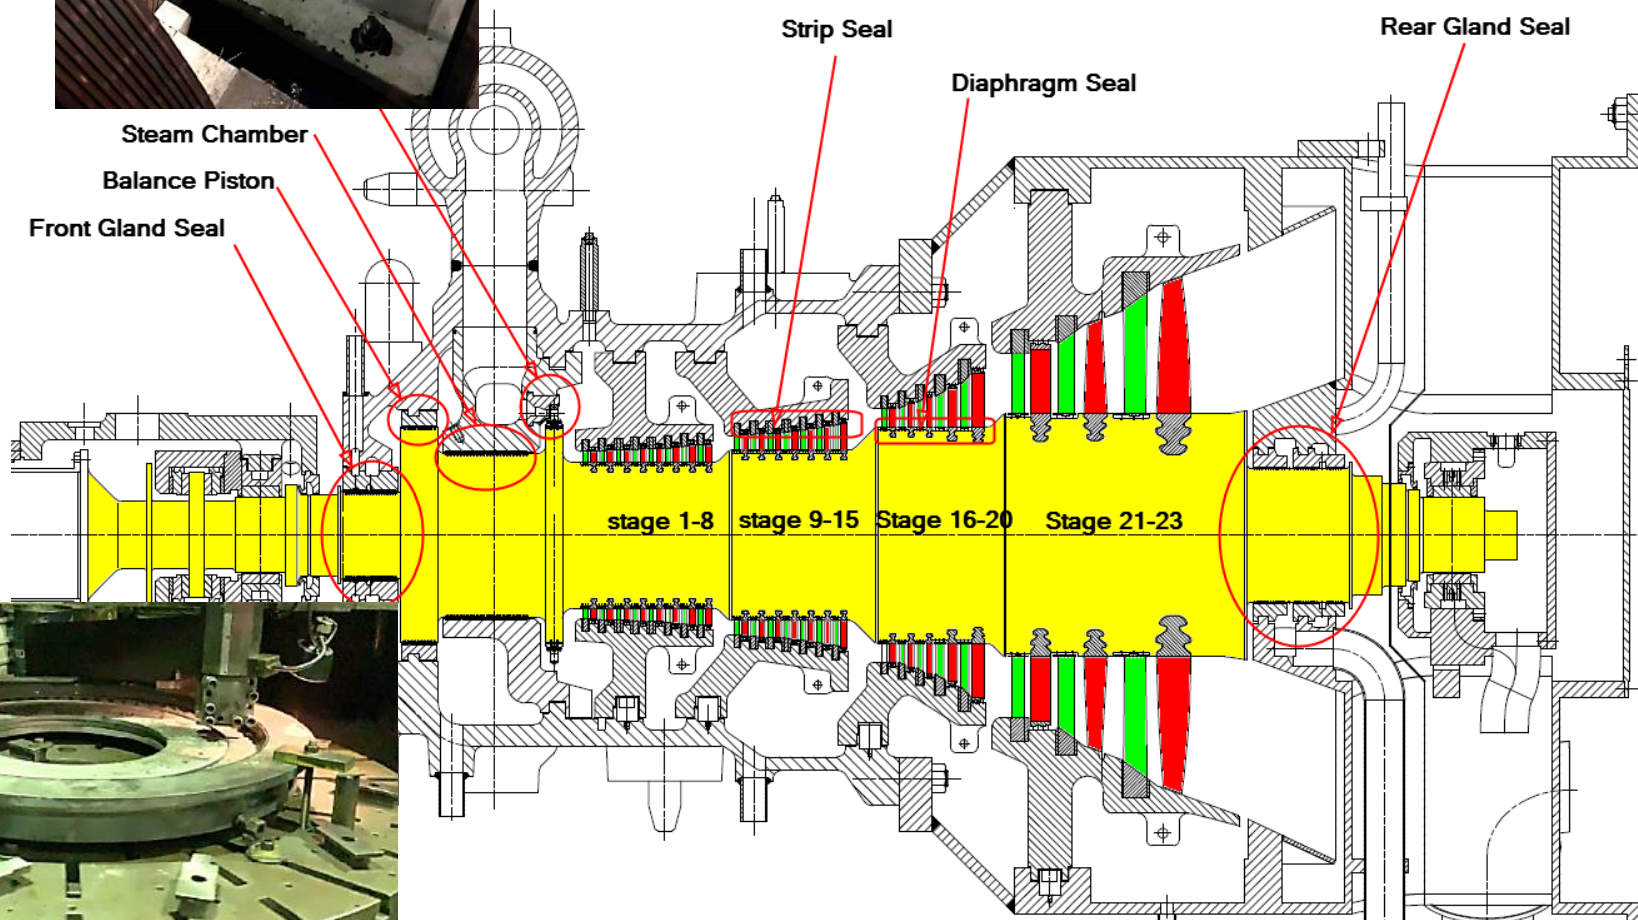 Strip Seal
Rear Gland Seal
Diaphragm Seal
Steam Chamber
Balance Piston
Front Gland Seal
stage 1-8
stage 9-15
Stage 16-20
Stage 21-23